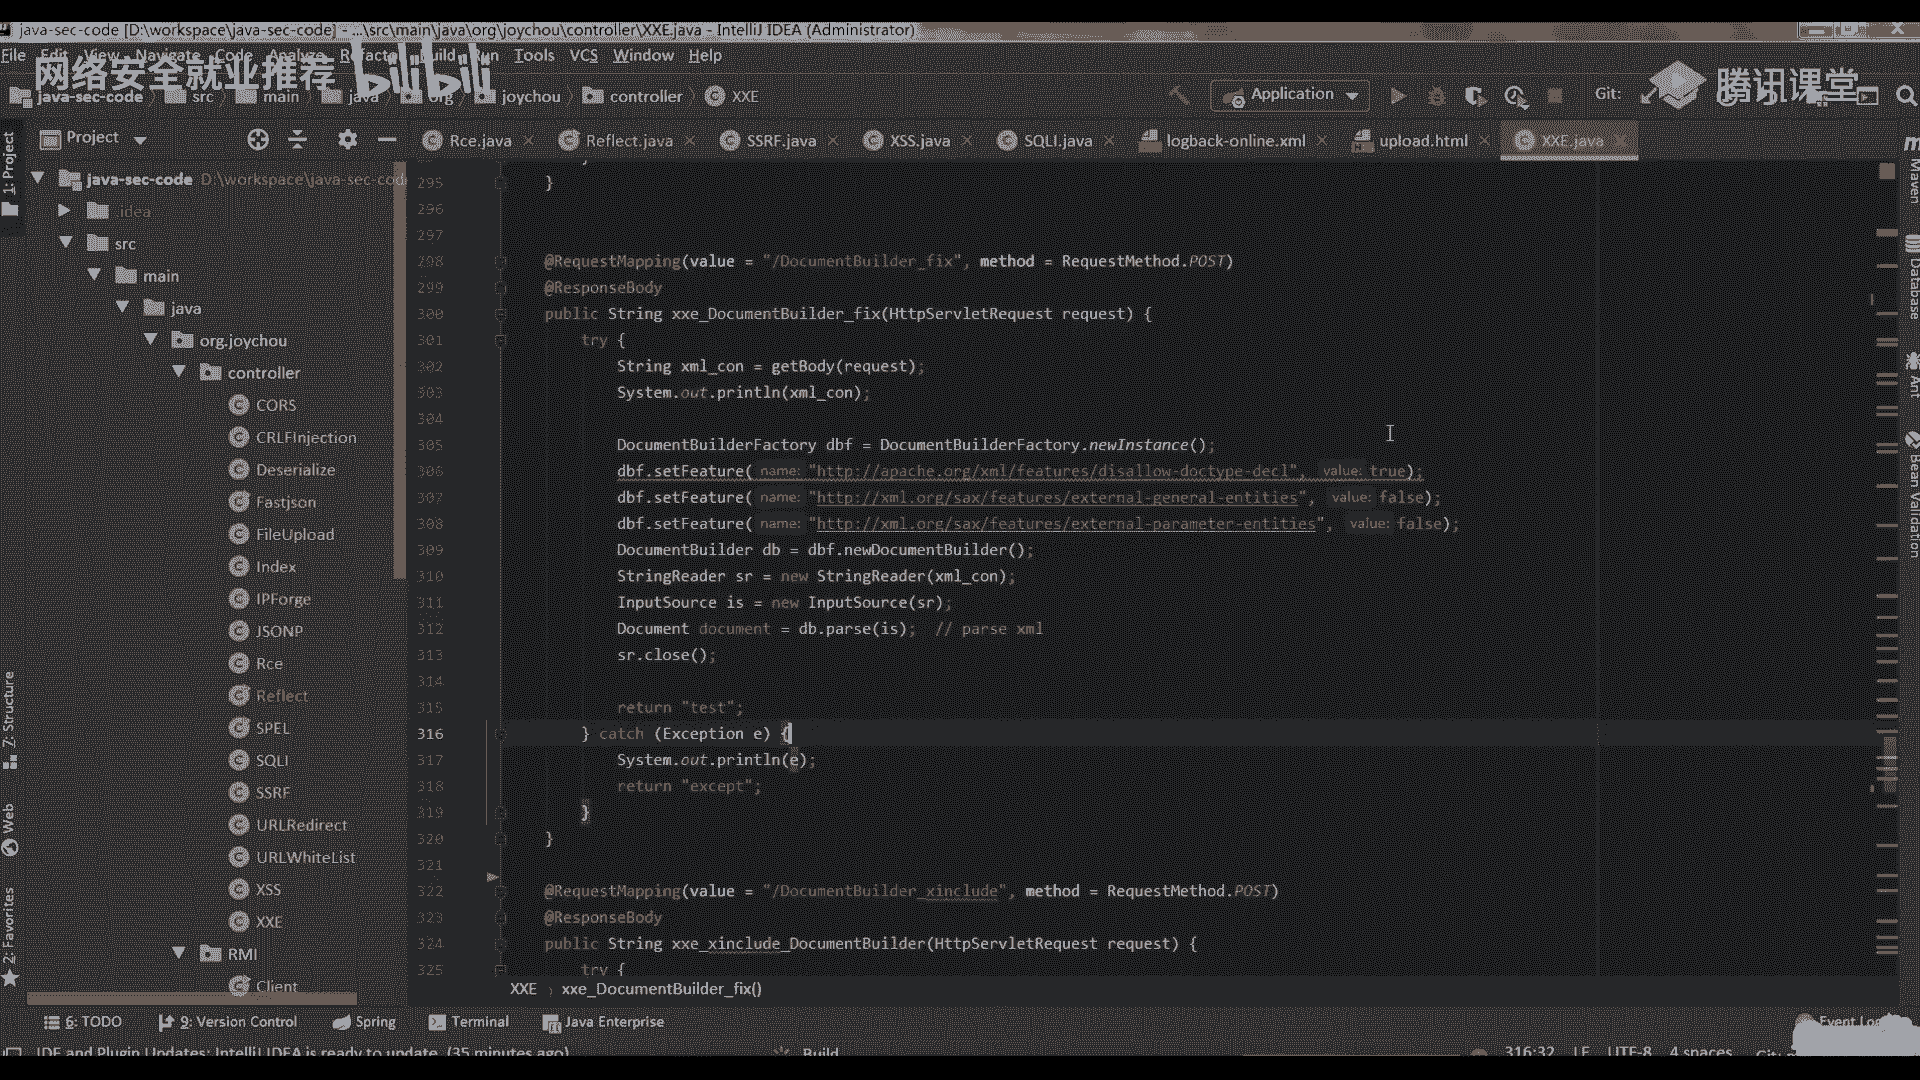 java-sec-code [D:\workspace\java-sec-code] - ...\src\main\java\org\joychou\controller\XXE.java - IntelliJ IDEA (Administrator)
File Edit View Navigate Code Analyze Refactor Build Run Tools VCS Window Help
网络安全就业推荐 bilibili
腾讯课堂
java-sec-code src main java org joychou controller XXE
Application
Git:
Project
Rce.java Reflect.java SSRF.java XSS.java SQLI.java logback-online.xml upload.html XXE.java
1: Project
7: Structure
Web
2: Favorites
java-sec-code D:\workspace\java-sec-cod
.idea
src
main
java
org.joychou
controller
CORS
CRLFInjection
Deserialize
Fastjson
FileUpload
Index
IPForge
JSONP
Rce
Reflect
SPEL
SQLI
SSRF
URLRedirect
URLWhiteList
XSS
XXE
RMI
Client
295 }
296
297
298 @RequestMapping(value = "/DocumentBuilder_fix", method = RequestMethod.POST)
299 @ResponseBody
300 public String xxe_DocumentBuilder_fix(HttpServletRequest request) {
301 try {
302 String xml_con = getBody(request);
303 System.out.println(xml_con);
304
305 DocumentBuilderFactory dbf = DocumentBuilderFactory.newInstance();
306 dbf.setFeature( name: "http://apache.org/xml/features/disallow-doctype-decl", value: true);
307 dbf.setFeature( name: "http://xml.org/sax/features/external-general-entities", value: false);
308 dbf.setFeature( name: "http://xml.org/sax/features/external-parameter-entities", value: false);
309 DocumentBuilder db = dbf.newDocumentBuilder();
310 StringReader sr = new StringReader(xml_con);
311 InputSource is = new InputSource(sr);
312 Document document = db.parse(is); // parse xml
313 sr.close();
314
315 return "test";
316 } catch (Exception e) {
317 System.out.println(e);
318 return "except";
319 }
320 }
321
322 @RequestMapping(value = "/DocumentBuilder_xinclude", method = RequestMethod.POST)
323 @ResponseBody
324 public String xxe_xinclude_DocumentBuilder(HttpServletRequest request) {
325 try {
XXE xxe_DocumentBuilder_fix()
Maven
Database
Ant
Bean Validation
6: TODO 9: Version Control Spring Terminal Java Enterprise Event Lo
IDE and Plugin Updates: IntelliJ IDEA is ready to update. (35 minutes ago) Build 316:32 LF UTF-8 4 spaces